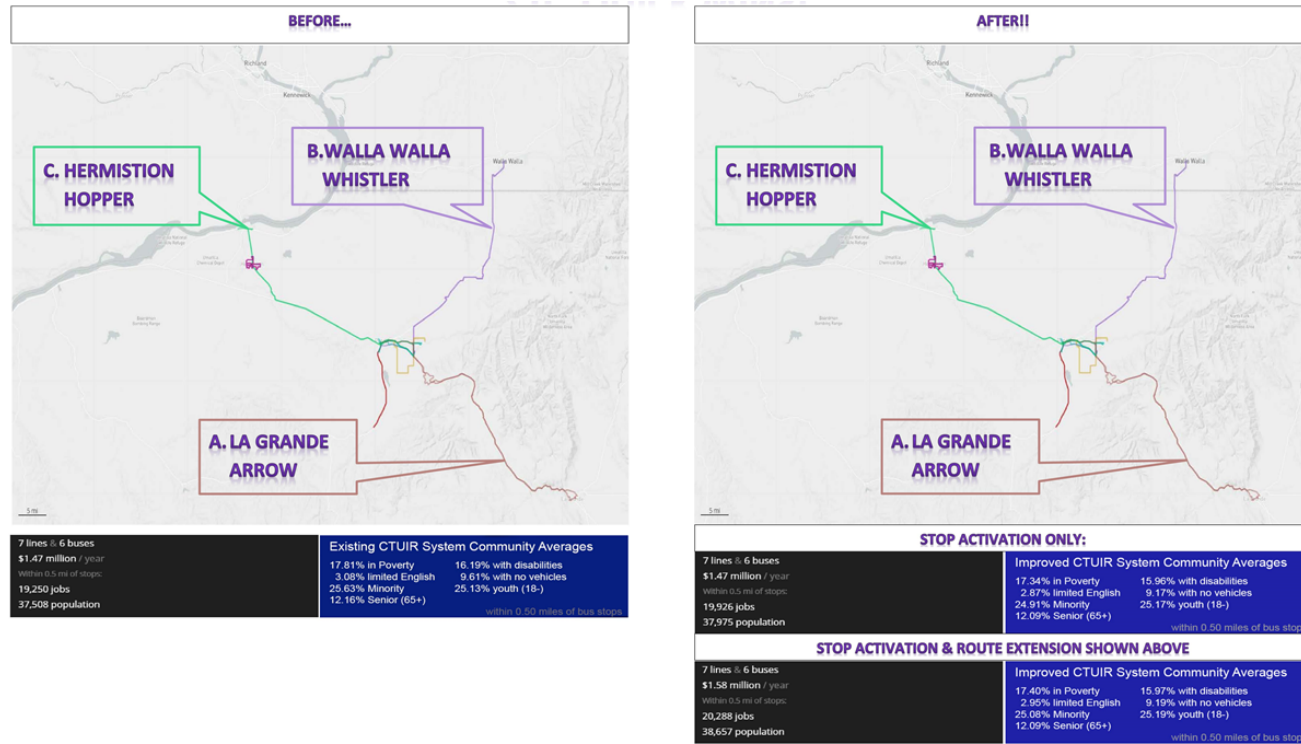 BEFORE...
Richland
Kennewick
B.WALLA WALLA
WHISTLER
Walla Walla
C. HERMISTION
HOPPER
A. LA GRANDE
ARROW
5 mi
7 lines & 6 buses
$1.47 million / year
Within 0.5 mi of stops:
19,250 jobs
37,508 population
Existing CTUIR System Community Averages
17.81% in Poverty 16.19% with disabilities
3.08% limited English 9.61% with no vehicles
25.63% Minority 25.13% youth (18-)
12.16% Senior (65+)
within 0.50 miles of bus stops
AFTER!!
Richland
Kennewick
B.WALLA WALLA
WHISTLER
Walla Walla
C. HERMISTION
HOPPER
A. LA GRANDE
ARROW
5 mi
STOP ACTIVATION ONLY:
7 lines & 6 buses
$1.47 million / year
Within 0.5 mi of stops:
19,926 jobs
37,975 population
Improved CTUIR System Community Averages
17.34% in Poverty 15.96% with disabilities
2.87% limited English 9.17% with no vehicles
24.91% Minority 25.17% youth (18-)
12.09% Senior (65+)
within 0.50 miles of bus stop
STOP ACTIVATION & ROUTE EXTENSION SHOWN ABOVE
7 lines & 6 buses
$1.58 million / year
Within 0.5 mi of stops:
20,288 jobs
38,657 population
Improved CTUIR System Community Averages
17.40% in Poverty 15.97% with disabilities
2.95% limited English 9.19% with no vehicles
25.08% Minority 25.19% youth (18-)
12.09% Senior (65+)
within 0.50 miles of bus stop